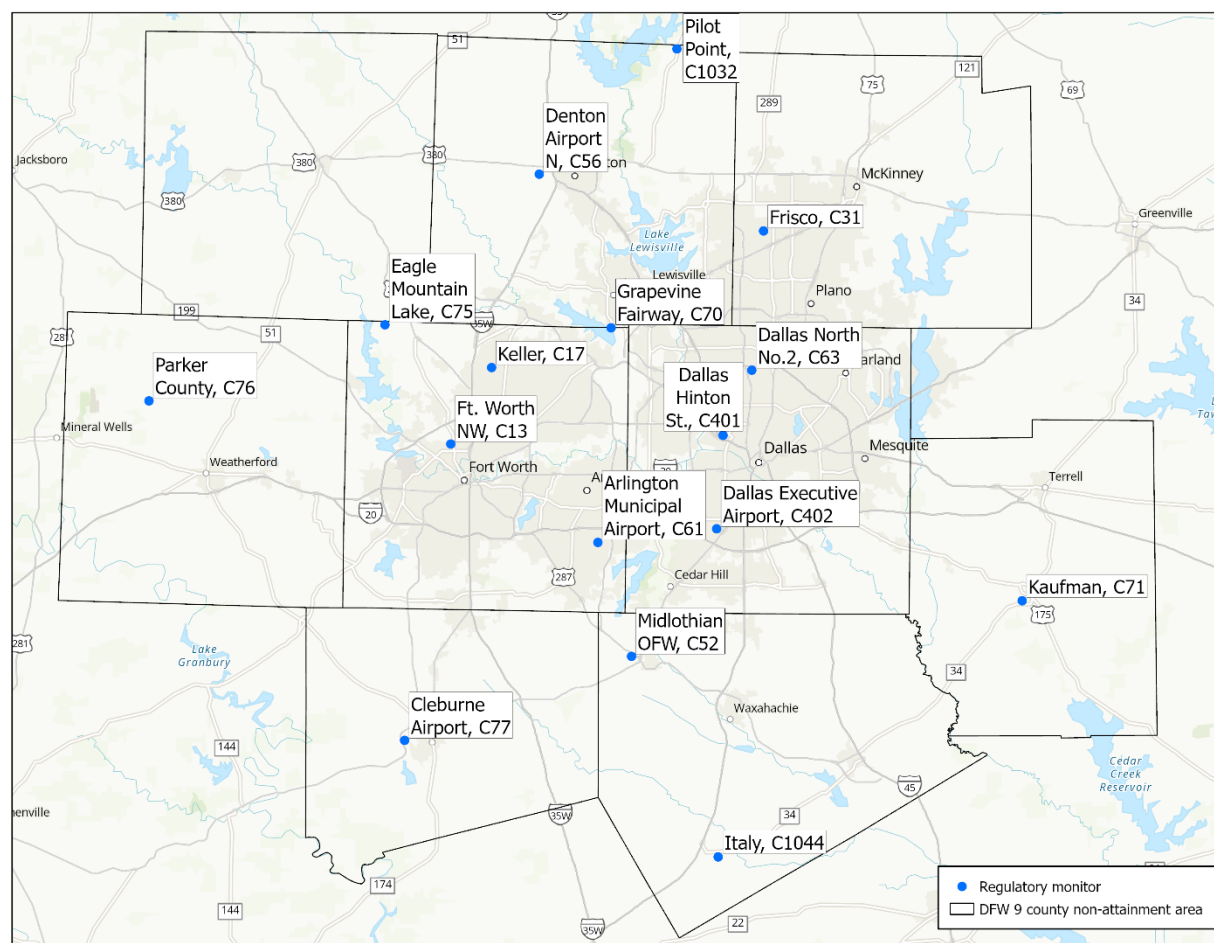 35
Pilot
Point,
C1032
51
121
75
69
289
Denton
Airport
N, C56
ton
Jacksboro
380
380
380
McKinney
380
Greenville
Frisco, C31
Lake
Lewisville
Lewisville
Eagle
Mountain
Lake, C75
Grapevine
Fairway, C70
Plano
34
199
281
51
35W
Dallas North
No.2, C63
Keller, C17
Parker
County, C76
Dallas
Hinton
St., C401
arland
Ft. Worth
NW, C13
Mineral Wells
Dallas
Mesquite
Weatherford
Fort Worth
20
Terrell
Arlington
Municipal
Airport, C61
Dallas Executive
Airport, C402
20
287
Cedar Hill
Kaufman, C71
175
Midlothian
OFW, C52
281
Lake
Granbury
34
Cleburne
Airport, C77
Waxahachie
144
Cedar
Creek
Reservoir
45
34
35W
Italy, C1044
174
144
22
35W
Regulatory monitor
DFW 9 county non-attainment area